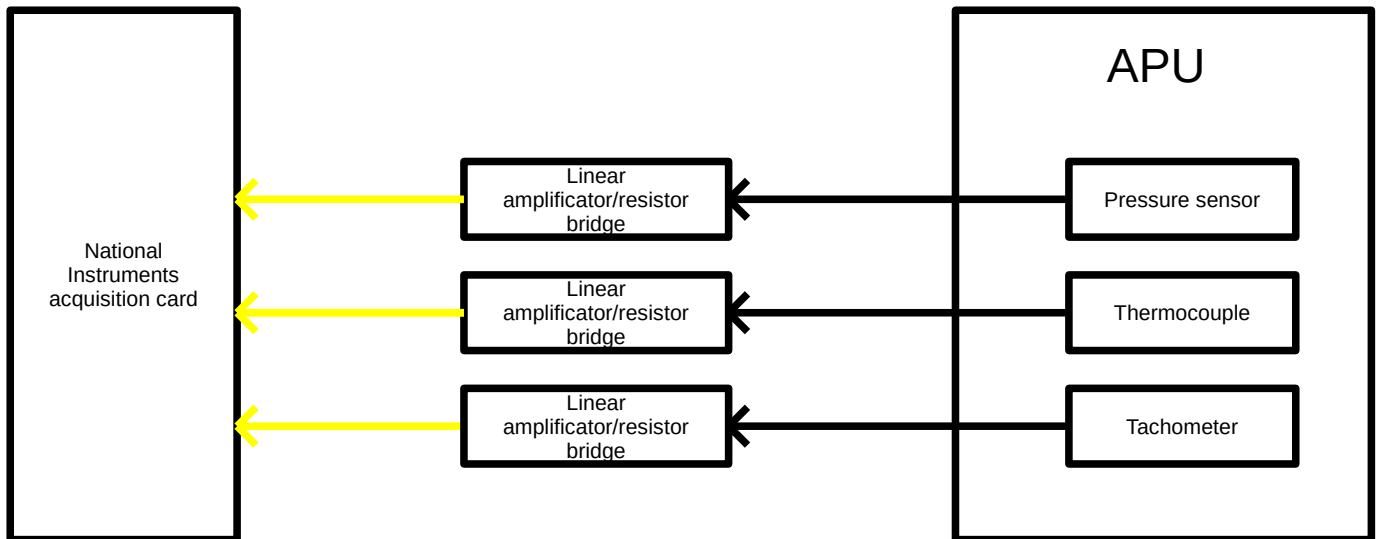 APU
Linear
amplificator/resistor
bridge
Pressure sensor
National
Instruments
acquisition card
Linear
amplificator/resistor
bridge
Thermocouple
Linear
amplificator/resistor
bridge
Tachometer